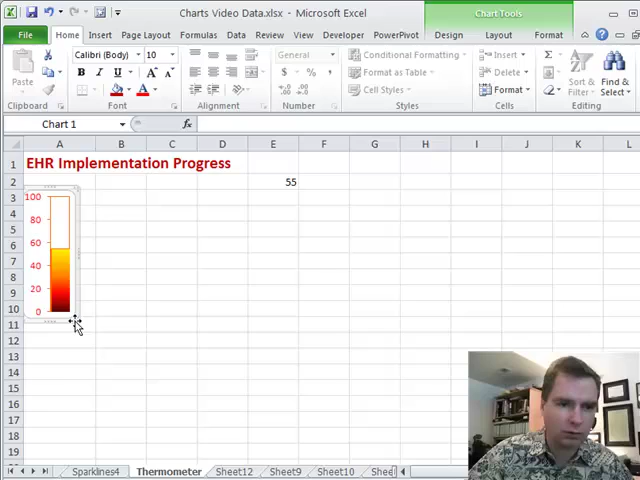 Charts Video Data.xlsx - Microsoft Excel
Chart Tools
File Home Insert Page Layout Formulas Data Review View Developer PowerPivot Design Layout Format
Calibri (Body) 10 General Conditional Formatting Insert
Paste B I U A A $ % , Format as Table Delete Sort & Filter Find & Select
Cell Styles Format
Clipboard Font Alignment Number Styles Cells Editing
Chart 1 fx
A B C D E F G H I J K L
1 EHR Implementation Progress
2 55
3 100
4
5 80
6 60
7
8 40
9 20
10 0
11
12
13
14
15
16
17
18
Sparklines4 Thermometer Sheet12 Sheet9 Sheet10 Shee